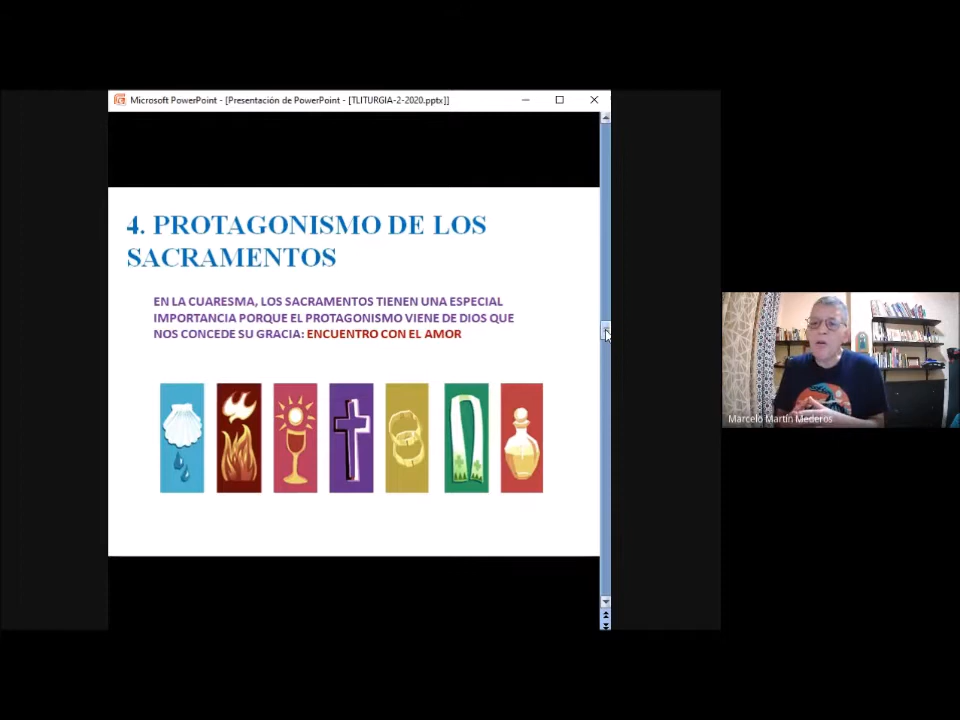 Microsoft PowerPoint - [Presentación de PowerPoint - [TLITURGIA-2-2020.pptx]]
4. PROTAGONISMO DE LOS
SACRAMENTOS
EN LA CUARESMA, LOS SACRAMENTOS TIENEN UNA ESPECIAL
IMPORTANCIA PORQUE EL PROTAGONISMO VIENE DE DIOS QUE
NOS CONCEDE SU GRACIA: ENCUENTRO CON EL AMOR
Marcelo Martín Mederos